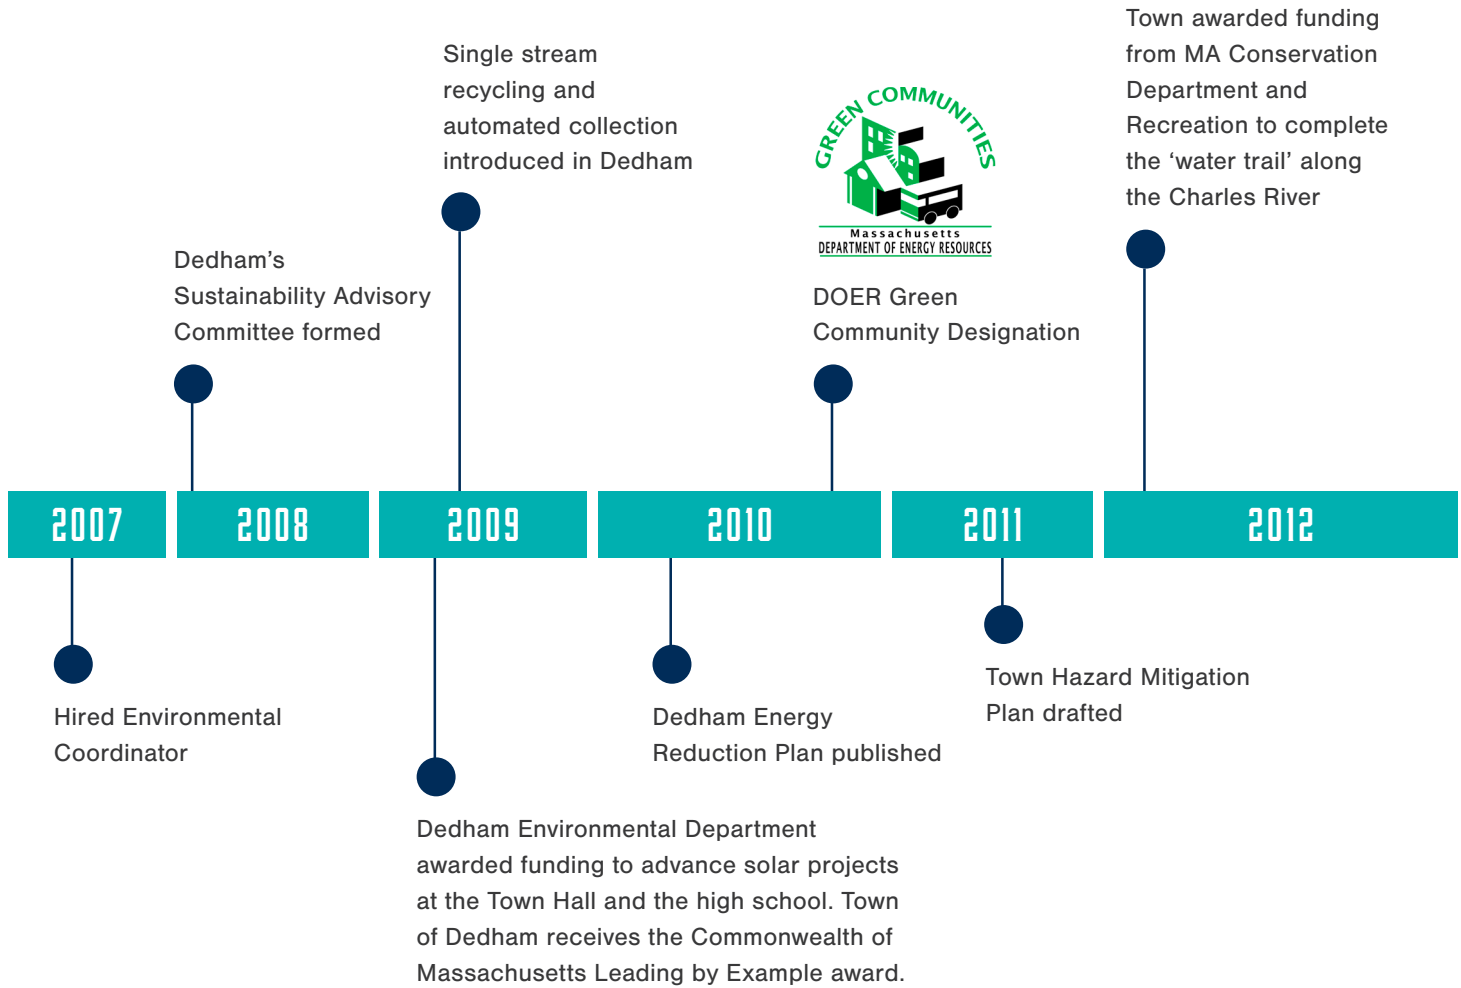 Single stream
recycling and
automated collection
introduced in Dedham
GREEN COMMUNITIES
Massachusetts
DEPARTMENT OF ENERGY RESOURCES
Town awarded funding
from MA Conservation
Department and
Recreation to complete
the ‘water trail’ along
the Charles River
Dedham’s
Sustainability Advisory
Committee formed
DOER Green
Community Designation
2007
2008
2009
2010
2011
2012
Hired Environmental
Coordinator
Dedham Environmental Department
awarded funding to advance solar projects
at the Town Hall and the high school. Town
of Dedham receives the Commonwealth of
Massachusetts Leading by Example award.
Dedham Energy
Reduction Plan published
Town Hazard Mitigation
Plan drafted